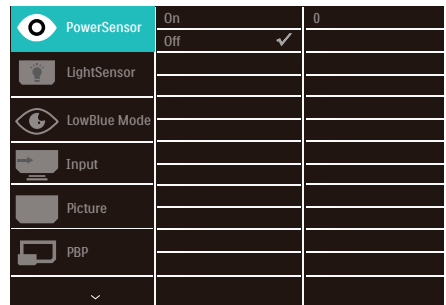 PowerSensor
On
0
Off
LightSensor
LowBlue Mode
Input
Picture
PBP